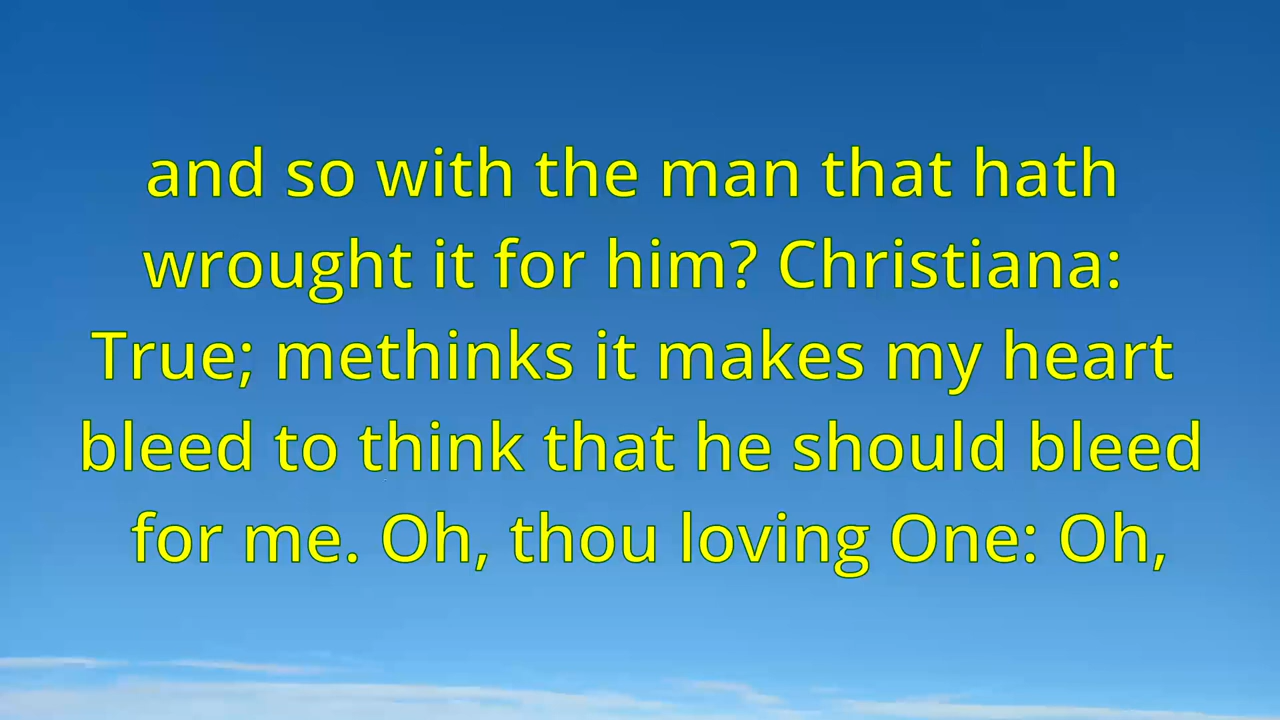 and so with the man that hath
wrought it for him? Christiana:
True; methinks it makes my heart
bleed to think that he should bleed
for me. Oh, thou loving One: Oh,